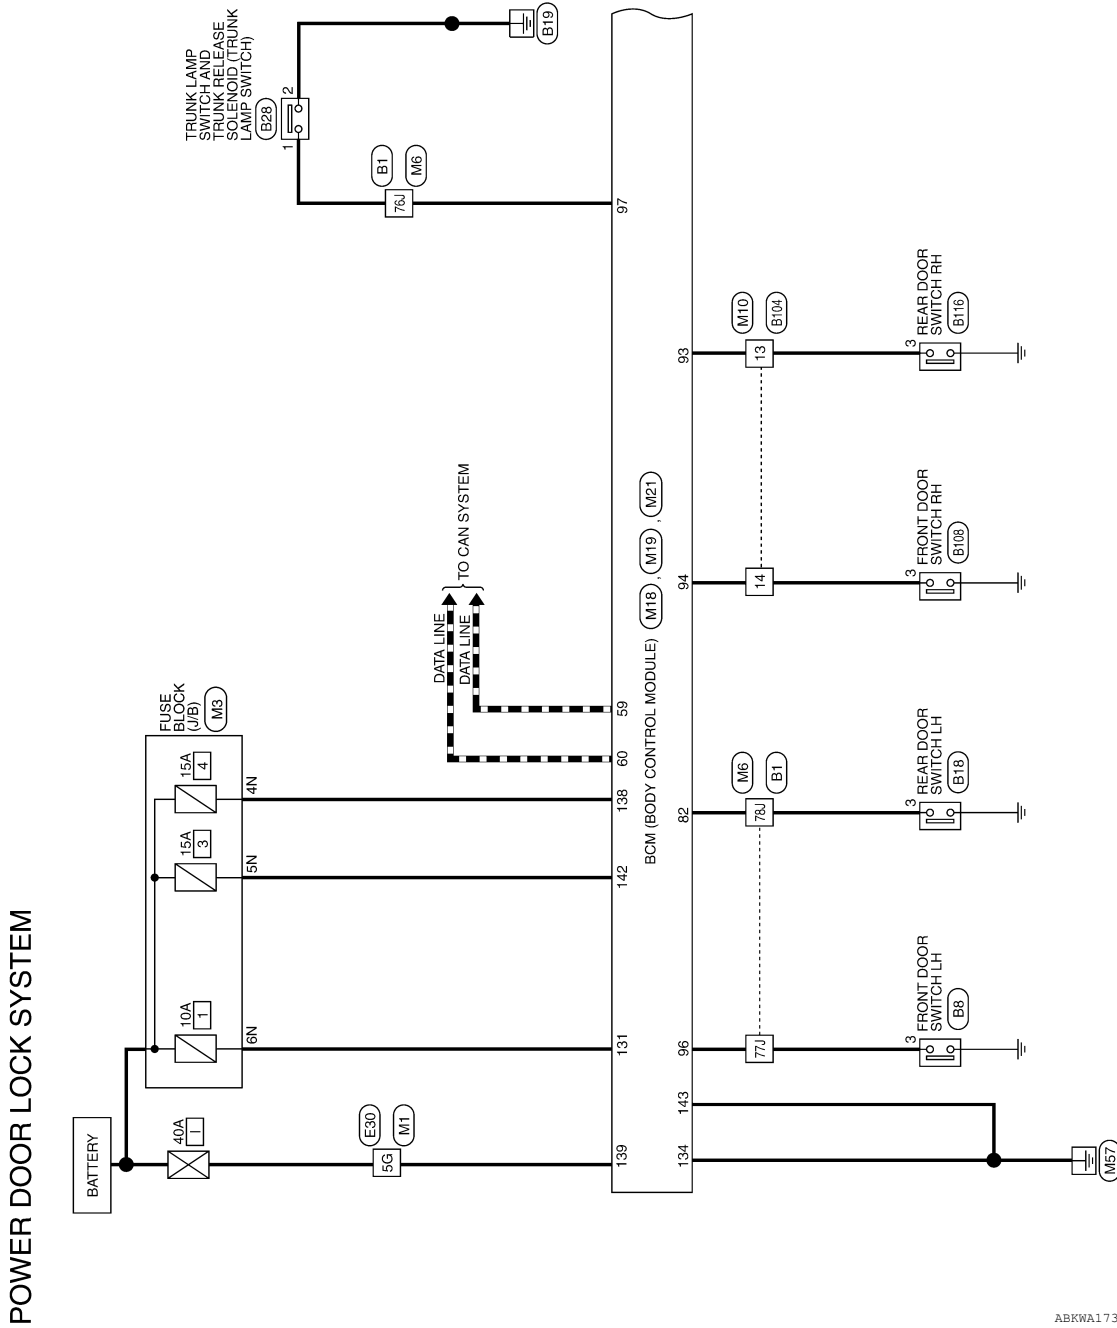 POWER DOOR LOCK SYSTEM
BATTERY
40A
I
E30
5G
M1
139
FUSE
BLOCK
(J/B)
M3
10A
1
6N
131
15A
3
5N
142
15A
4
4N
138
DATA LINE
DATA LINE
TO CAN SYSTEM
60
59
TRUNK LAMP
SWITCH AND
TRUNK RELEASE
SOLENOID (TRUNK
LAMP SWITCH)
B28
1
2
B1
76J
M6
97
B19
BCM (BODY CONTROL MODULE) M18 , M19 , M21
134
143
96
82
94
93
M57
77J
78J
M6
B1
14
13
M10
B104
3
FRONT DOOR
SWITCH LH
B8
3
REAR DOOR
SWITCH LH
B18
3
FRONT DOOR
SWITCH RH
B108
3
REAR DOOR
SWITCH RH
B116
ABKWA173